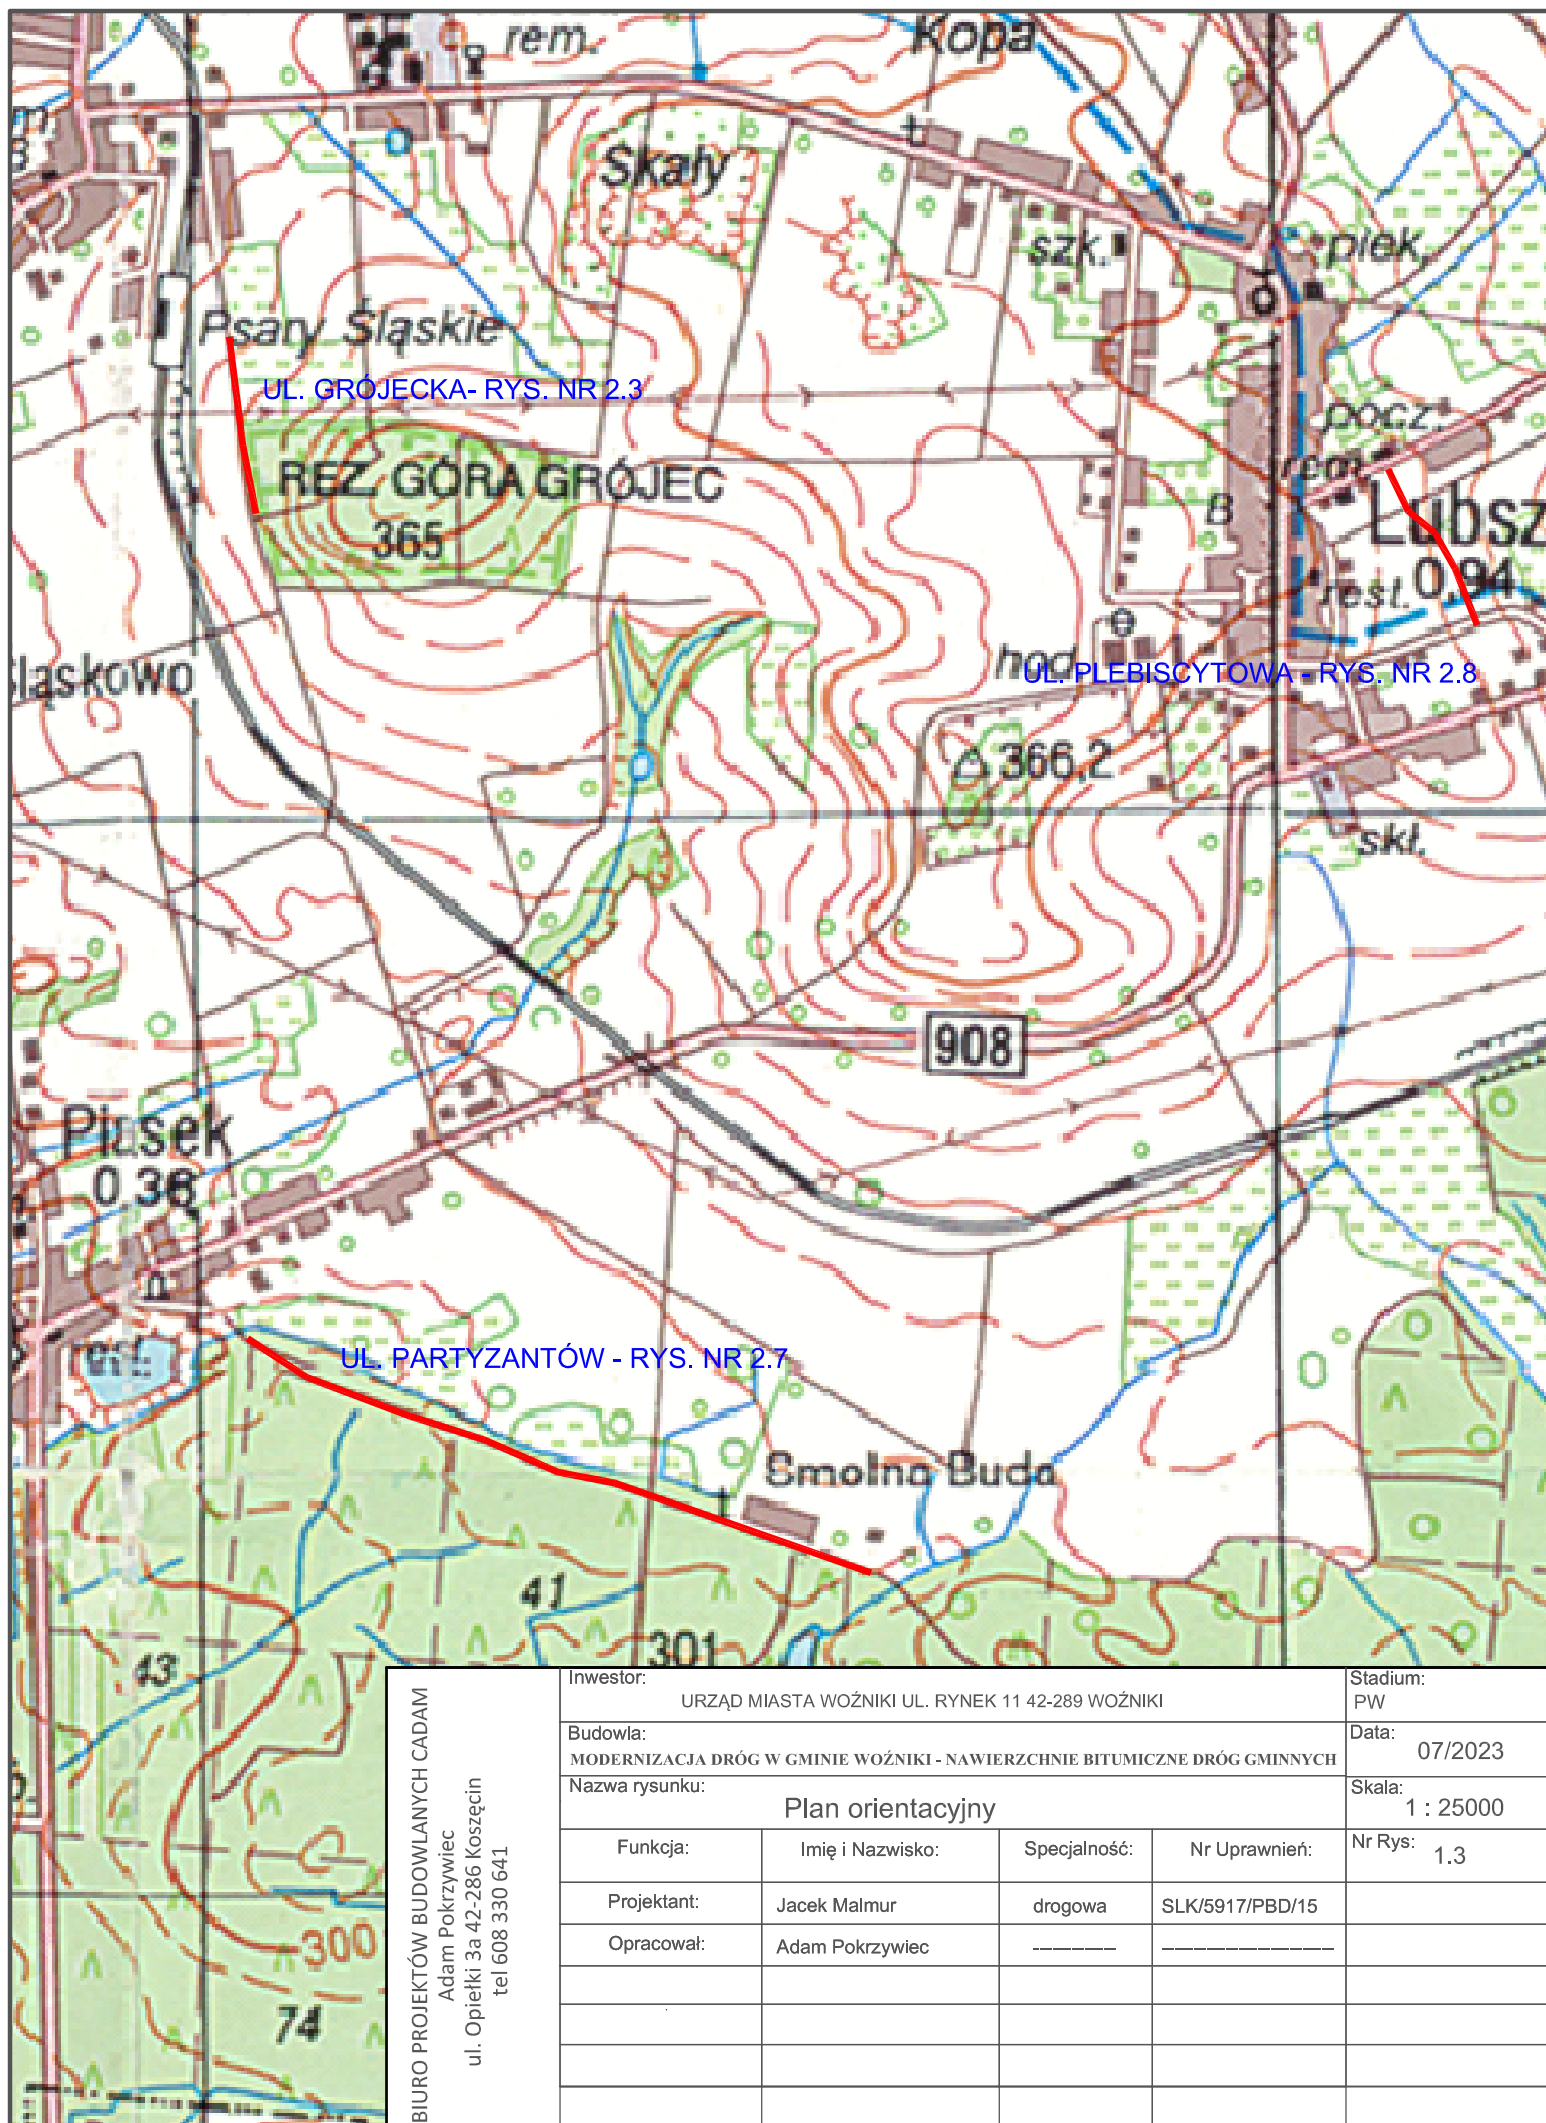 rem.
Kopa
Skały
szk.
piek.
Psary Śląskie
UL. GRÓJECKA- RYS. NR 2.3
pocz.
rem.
REZ. GÓRA GRÓJEC
365
B
Lubsz
0,94
rest.
hod.
UL. PLEBISCYTOWA - RYS. NR 2.8
Śląskowo
366,2
skł.
908
Piasek
0,36
rest.
UL. PARTYZANTÓW - RYS. NR 2.7
Smolna Buda
41
301
43
300
74
BIURO PROJEKTÓW BUDOWLANYCH CADAM
Adam Pokrzywiec
ul. Opiełki 3a 42-286 Koszęcin
tel 608 330 641
Inwestor:
URZĄD MIASTA WOŹNIKI UL. RYNEK 11 42-289 WOŹNIKI
Stadium:
PW
Budowla:
MODERNIZACJA DRÓG W GMINIE WOŹNIKI - NAWIERZCHNIE BITUMICZNE DRÓG GMINNYCH
Data:
07/2023
Nazwa rysunku:
Plan orientacyjny
Skala:
1 : 25000
Funkcja: Imię i Nazwisko: Specjalność: Nr Uprawnień:
Nr Rys:
1.3
Projektant: Jacek Malmur drogowa SLK/5917/PBD/15
Opracował: Adam Pokrzywiec -------- ----------------